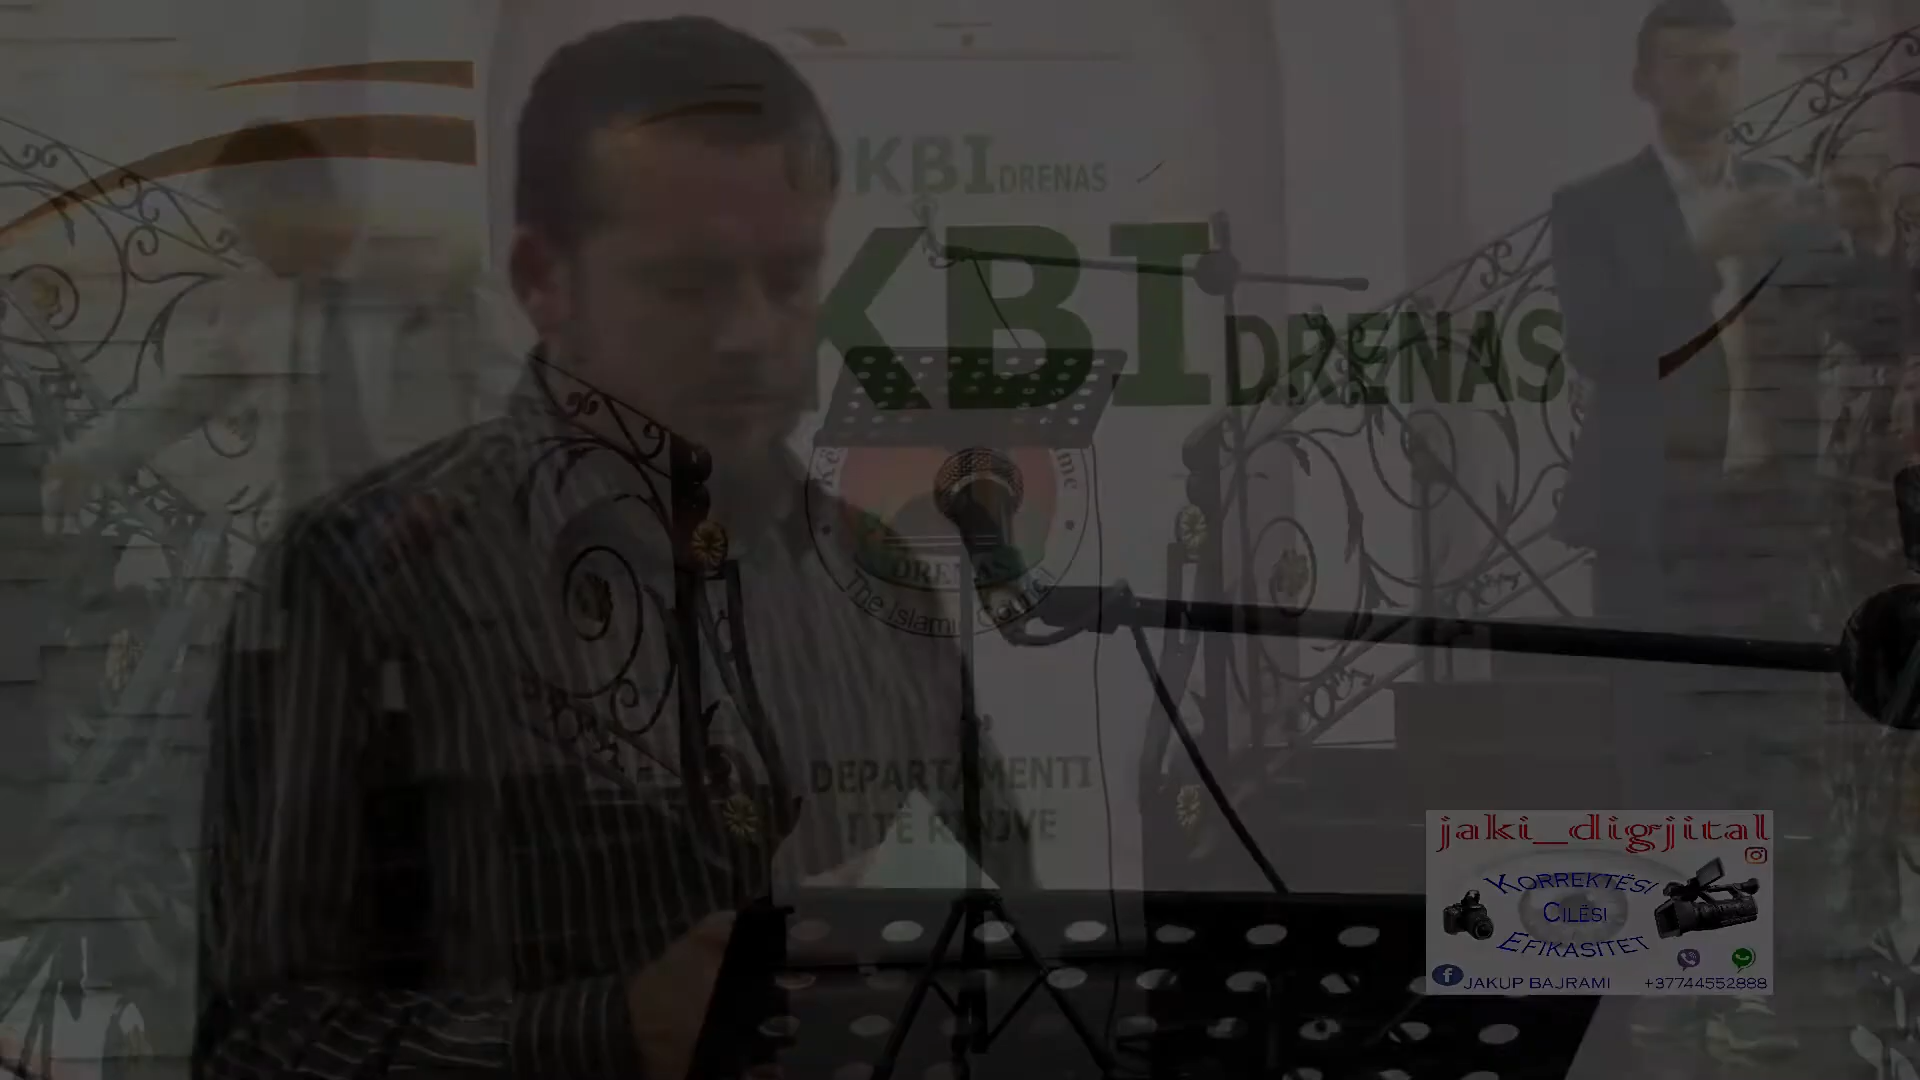 KBI DRENAS
KBI DRENAS
DRENAS
The Islamic Council
DEPARTAMENTI
I TË RINJVE
jaki_digjital
KORREKTËSI
CILËSI
EFIKASITET
JAKUP BAJRAMI +37744552888